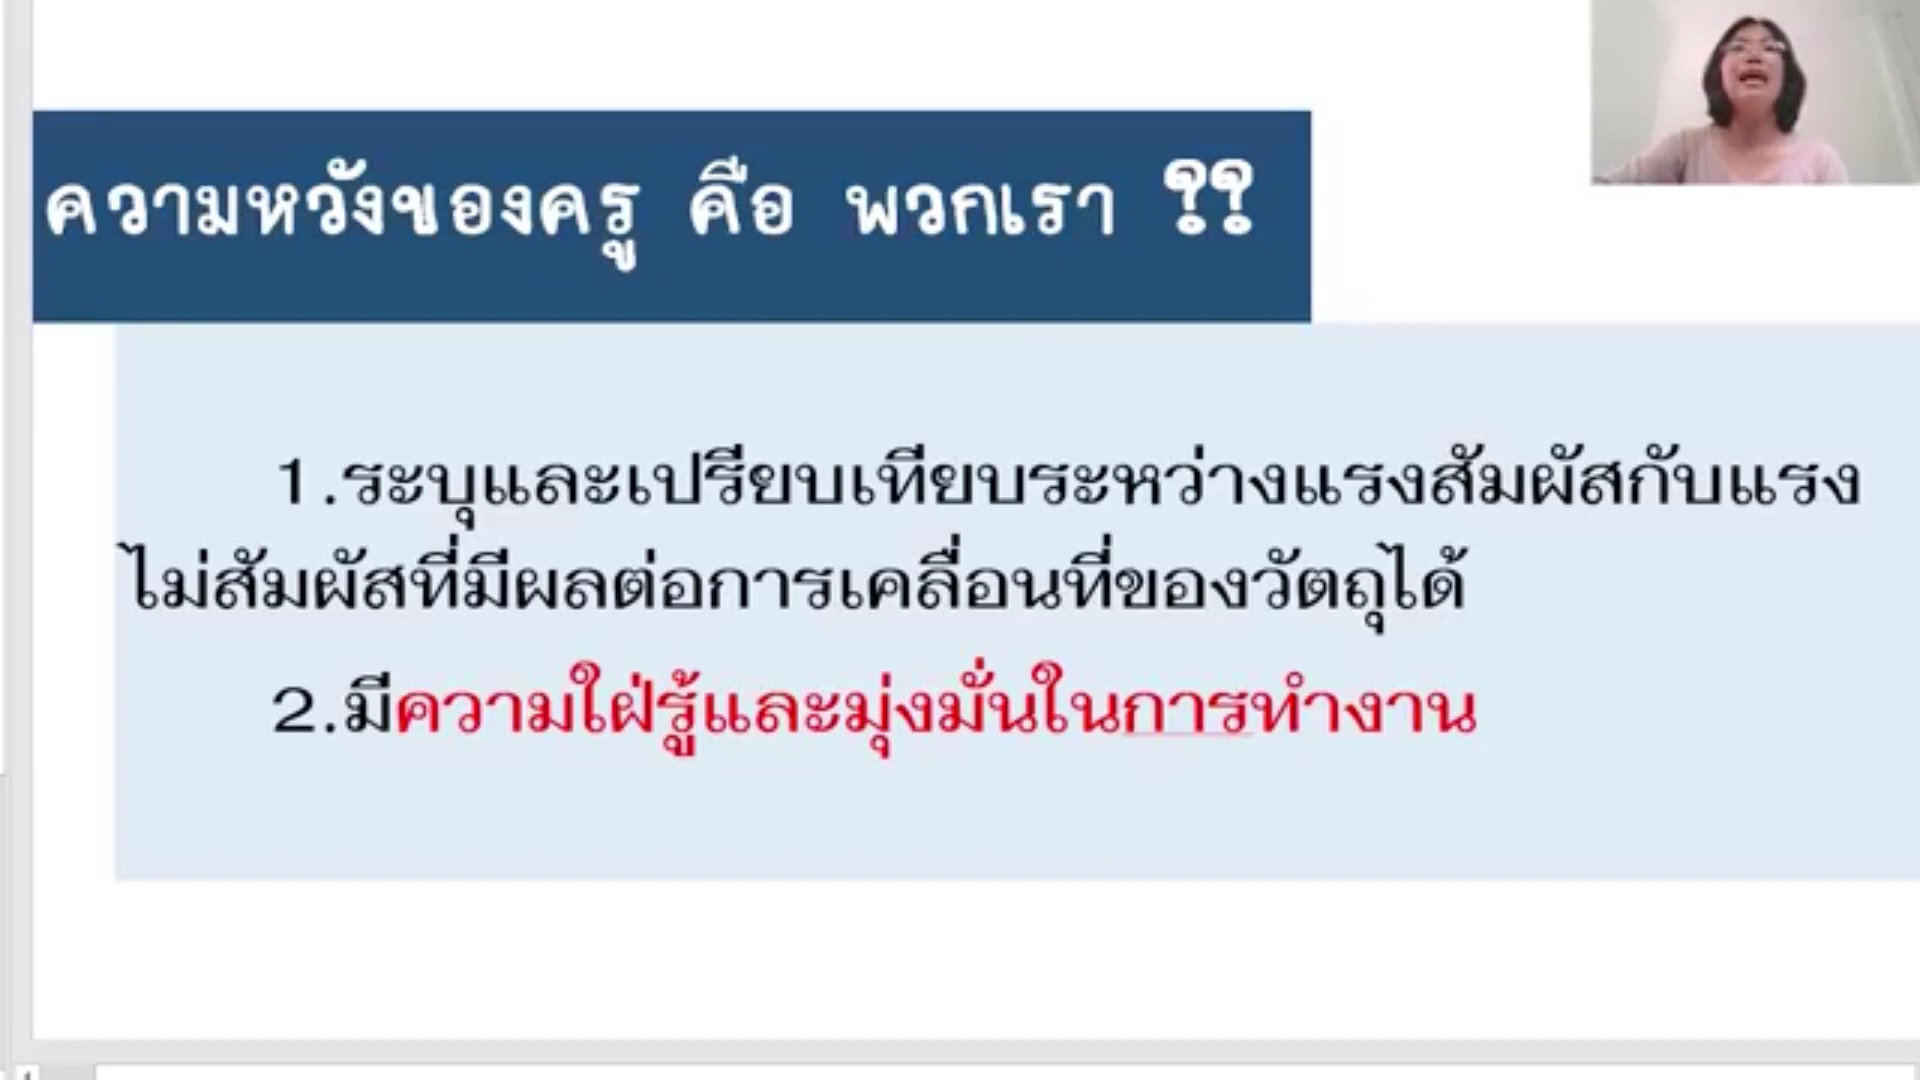 ความหวังของครู คือ พวกเรา ??
1.ระบุและเปรียบเทียบระหว่างแรงสัมผัสกับแรง
ไม่สัมผัสที่มีผลต่อการเคลื่อนที่ของวัตถุได้
2.มีความใฝ่รู้และมุ่งมั่นในการทำงาน